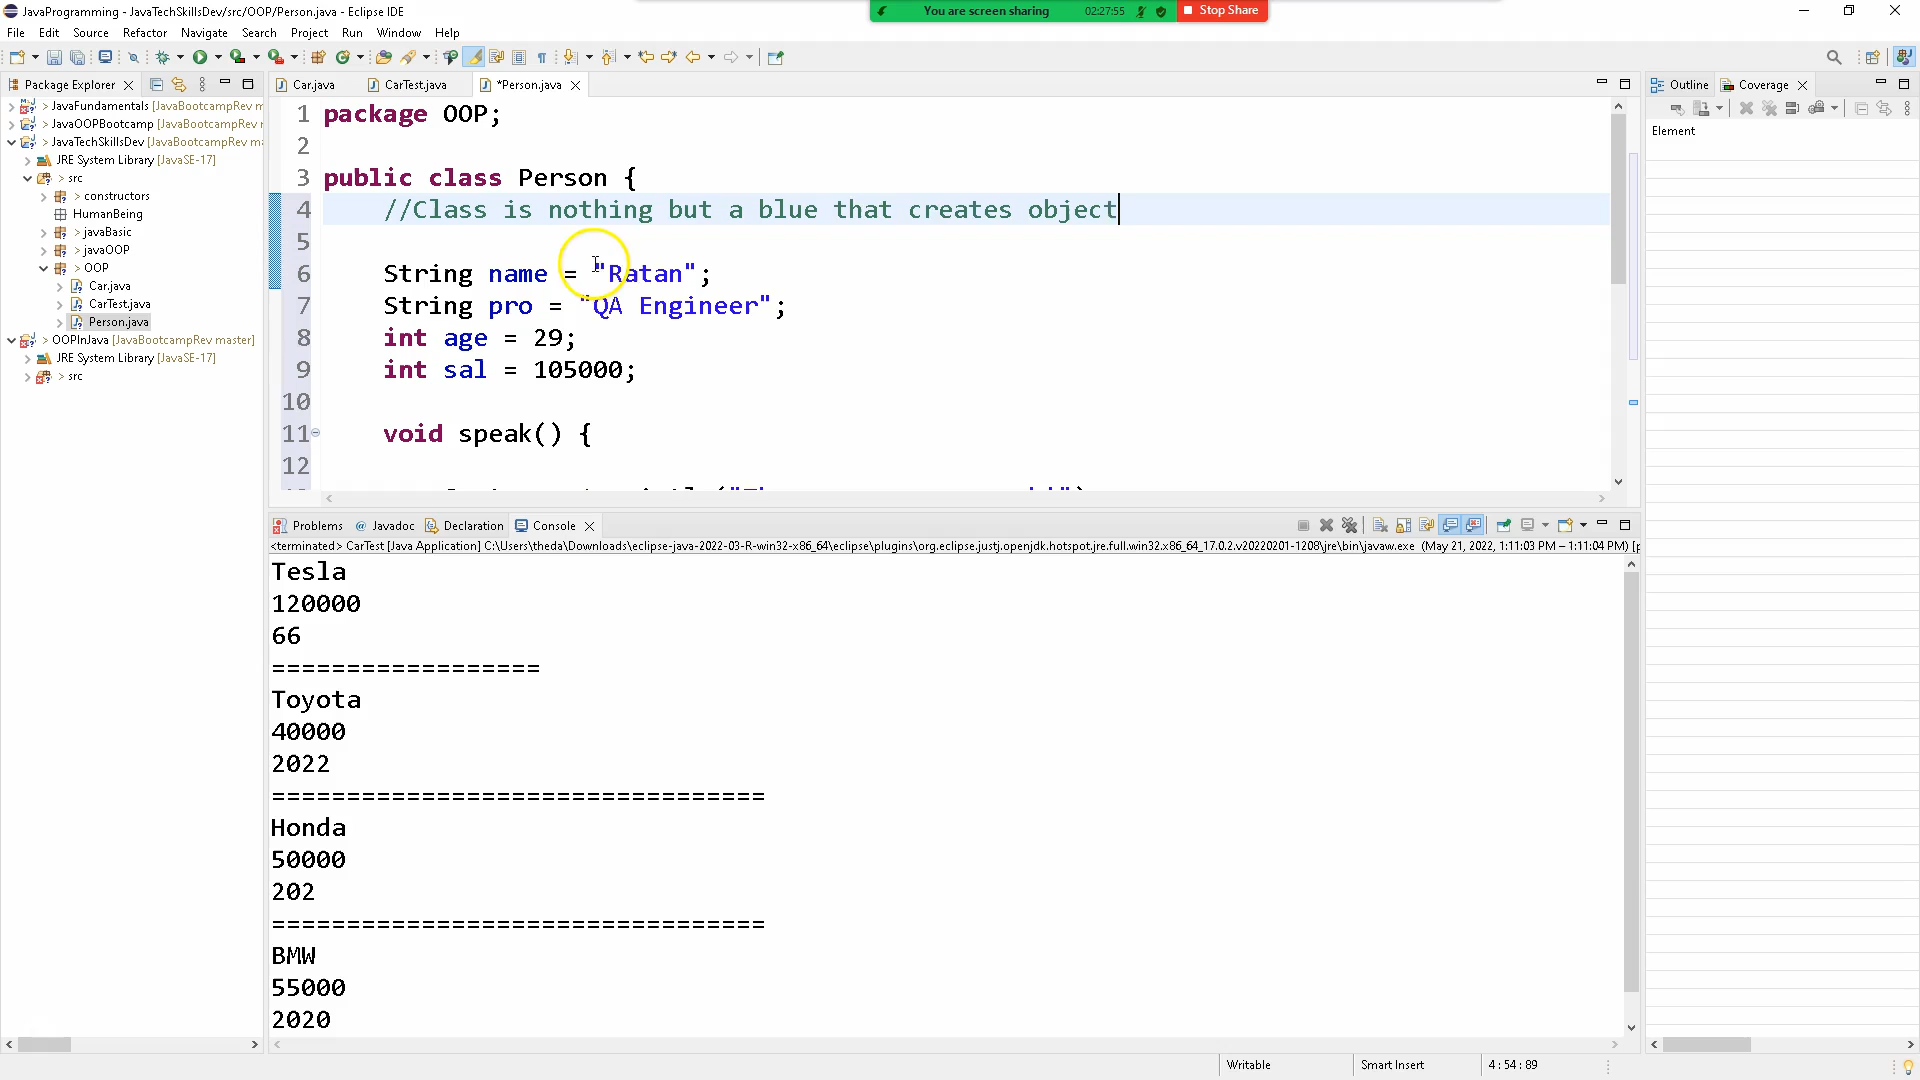 JavaProgramming - JavaTechSkillsDev/src/OOP/Person.java - Eclipse IDE
You are screen sharing 02:27:55 Stop Share
File Edit Source Refactor Navigate Search Project Run Window Help
Package Explorer
Car.java CarTest.java *Person.java
Outline Coverage
Element
> JavaFundamentals [JavaBootcampRev m
> JavaOOPBootcamp [JavaBootcampRev r
> JavaTechSkillsDev [JavaBootcampRev ma
JRE System Library [JavaSE-17]
> src
> constructors
HumanBeing
> javaBasic
> javaOOP
> OOP
Car.java
CarTest.java
Person.java
> OOPInJava [JavaBootcampRev master]
JRE System Library [JavaSE-17]
> src
1 package OOP;
2
3 public class Person {
4 //Class is nothing but a blue that creates object
5
6 String name = "Ratan";
7 String pro = "QA Engineer";
8 int age = 29;
9 int sal = 105000;
10
11 void speak() {
12
Problems Javadoc Declaration Console
<terminated> CarTest [Java Application] C:\Users\theda\Downloads\eclipse-java-2022-03-R-win32-x86_64\eclipse\plugins\org.eclipse.justj.openjdk.hotspot.jre.full.win32.x86_64_17.0.2.v20220201-1208\jre\bin\javaw.exe (May 21, 2022, 1:11:03 PM – 1:11:04 PM) [p
Tesla
120000
66
==================
Toyota
40000
2022
=================================
Honda
50000
202
=================================
BMW
55000
2020
Writable Smart Insert 4 : 54 : 89